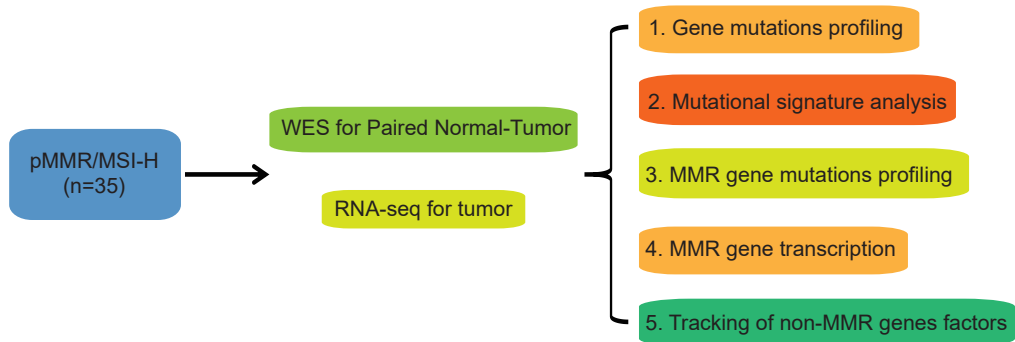 pMMR/MSI-H
(n=35)
WES for Paired Normal-Tumor
RNA-seq for tumor
1. Gene mutations profiling
2. Mutational signature analysis
3. MMR gene mutations profiling
4. MMR gene transcription
5. Tracking of non-MMR genes factors